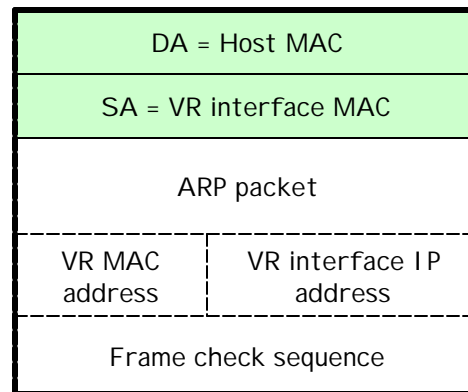 DA = Host MAC
SA = VR interface MAC
ARP packet
VR MAC address
VR interface IP address
Frame check sequence